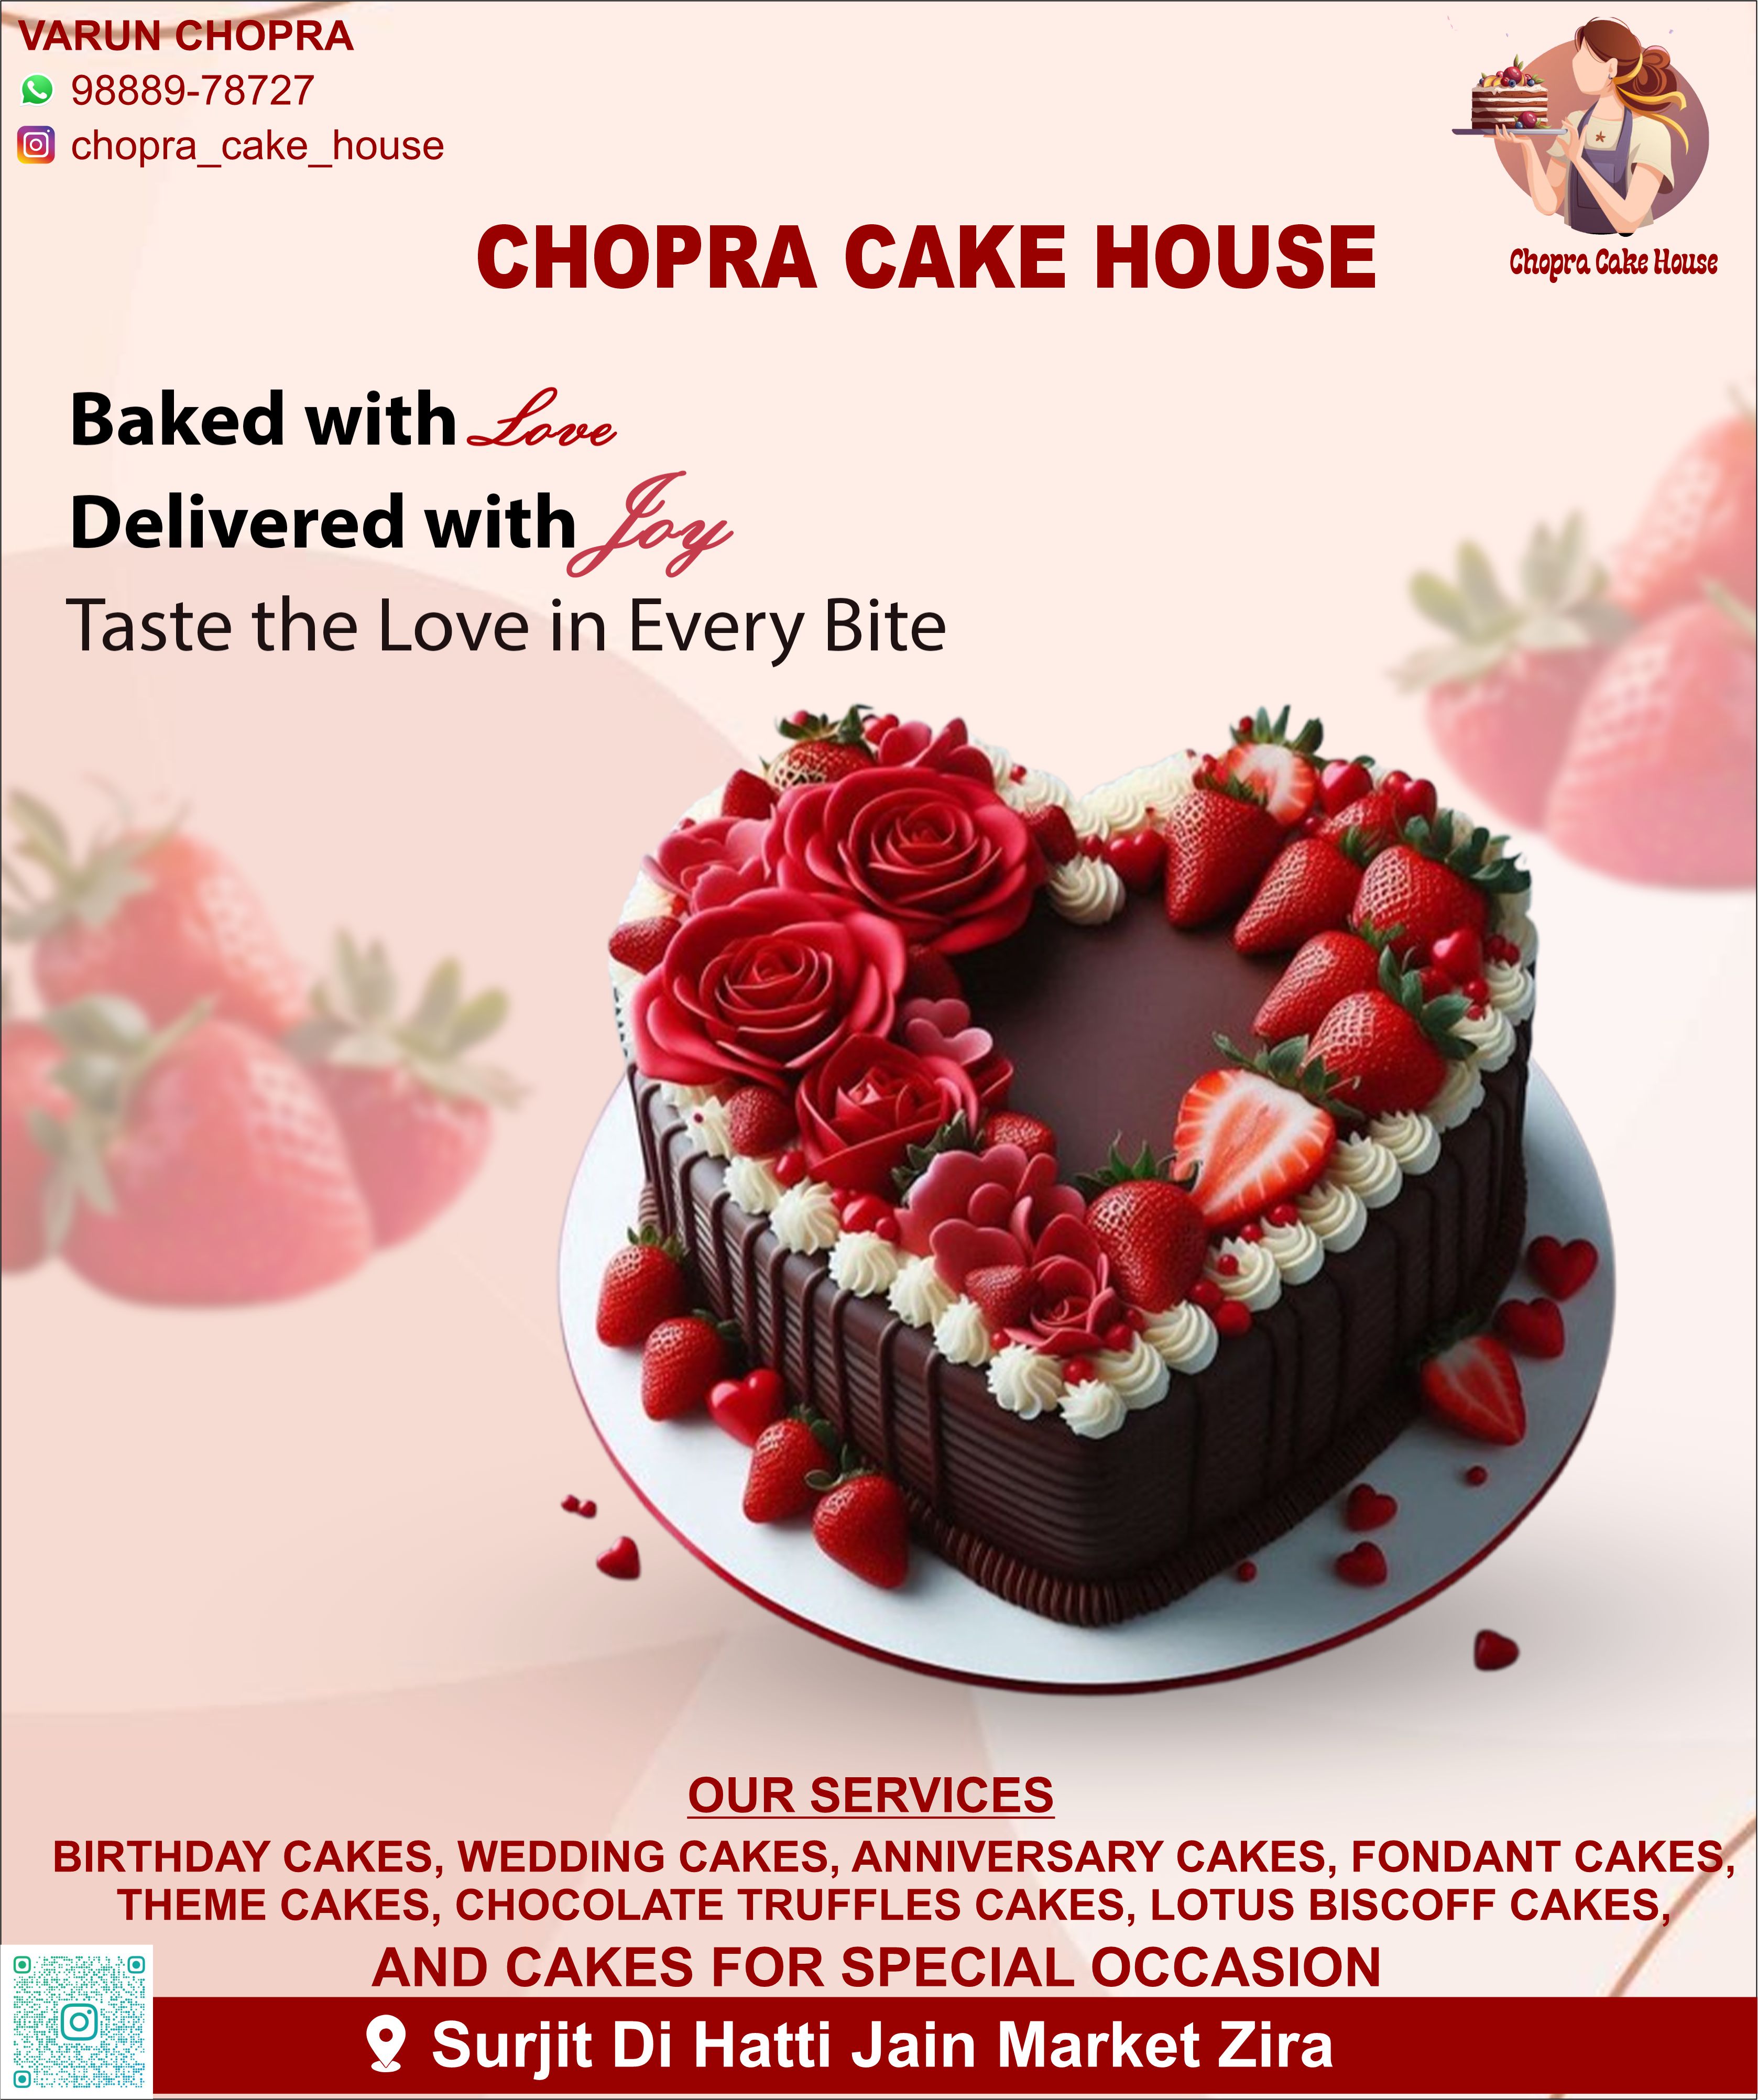 VARUN CHOPRA
98889-78727
chopra_cake_house
Chopra Cake House
CHOPRA CAKE HOUSE
Baked with Love
Delivered with Joy
Taste the Love in Every Bite
OUR SERVICES
BIRTHDAY CAKES, WEDDING CAKES, ANNIVERSARY CAKES, FONDANT CAKES,
THEME CAKES, CHOCOLATE TRUFFLES CAKES, LOTUS BISCOFF CAKES,
AND CAKES FOR SPECIAL OCCASION
Surjit Di Hatti Jain Market Zira